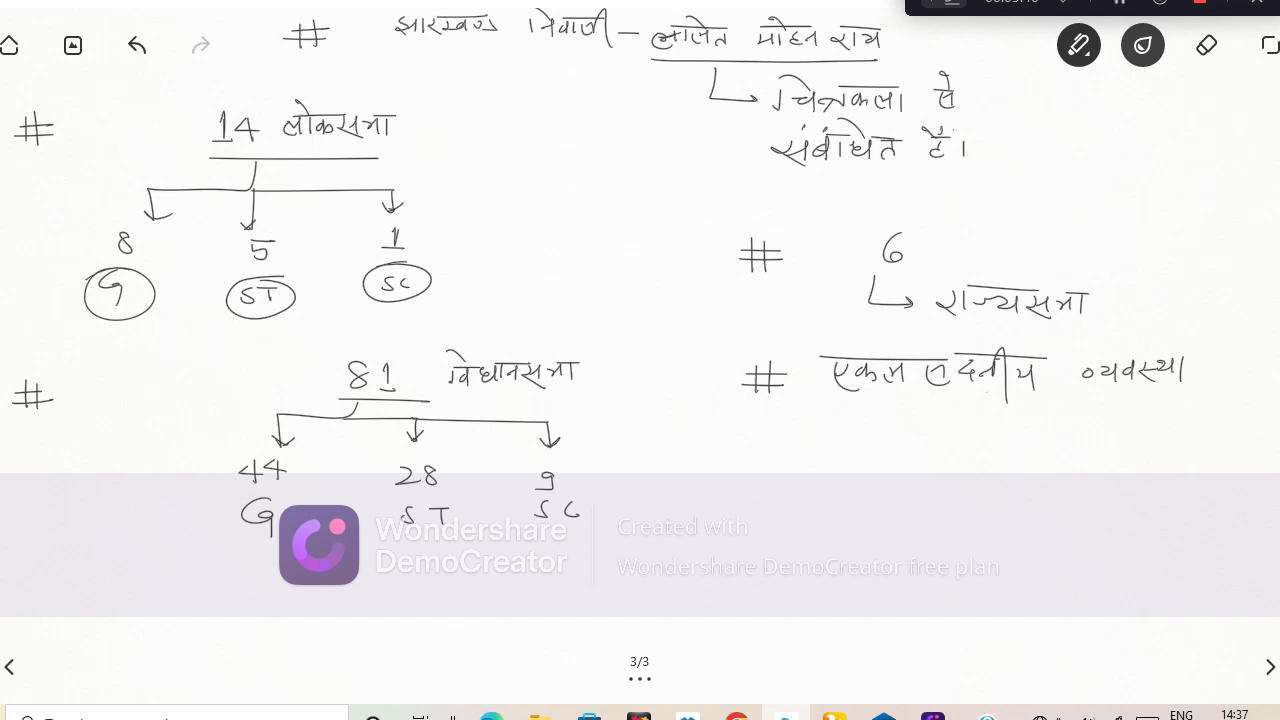 # झारखण्ड निवासी - ललित मोहन राय
चित्रकला से
संबंधित है।
# 14 लोकसभा
8 5 1
G ST SC
# 6
राज्यसभा
# 81 विधानसभा
44 28 9
G ST SC
# एकल सदनीय व्यवस्था
Wondershare
DemoCreator
Created with
Wondershare DemoCreator free plan
3/3
ENG
14:37